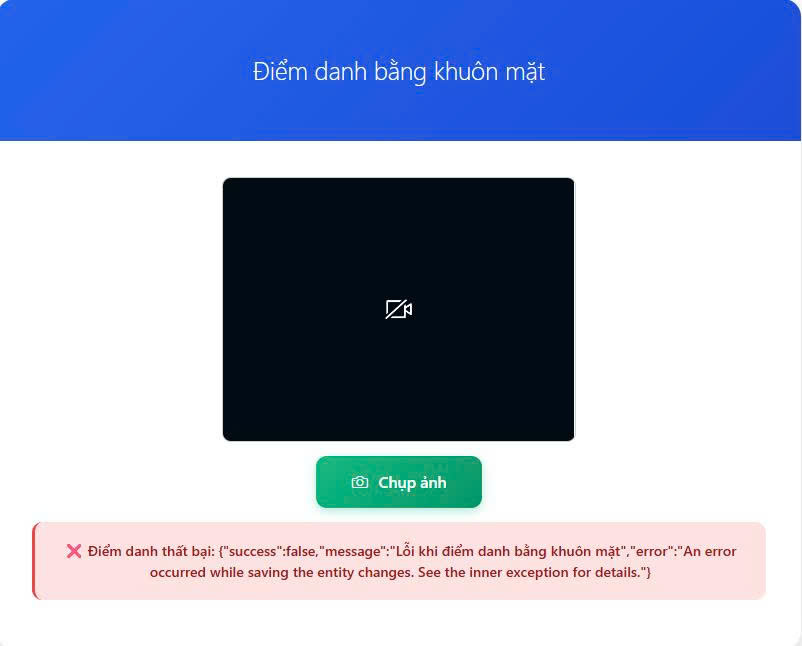 Điểm danh bằng khuôn mặt
Chụp ảnh
❌ Điểm danh thất bại: {"success":false,"message":"Lỗi khi điểm danh bằng khuôn mặt","error":"An error
occurred while saving the entity changes. See the inner exception for details."}